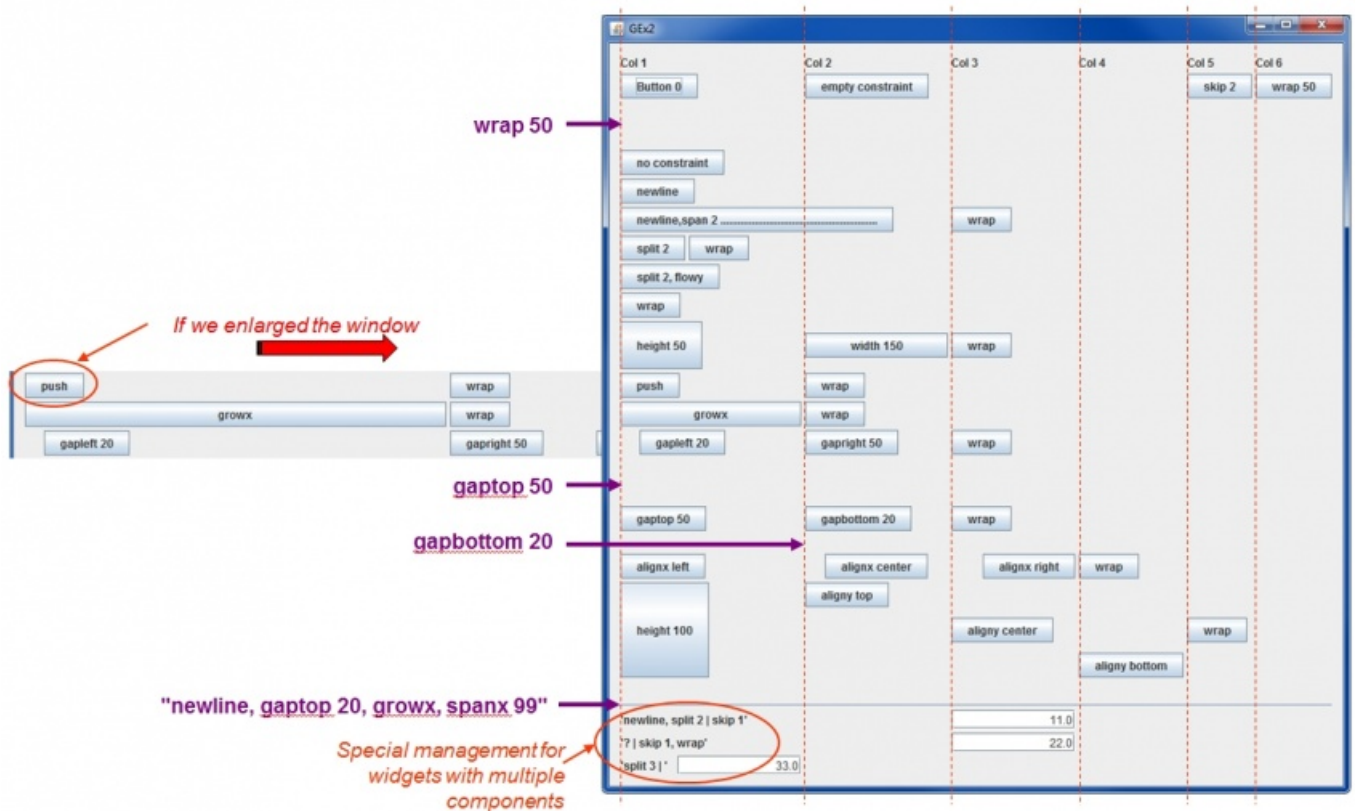 GEx2
Col 1 Col 2 Col 3 Col 4 Col 5 Col 6
Button 0 empty constraint skip 2 wrap 50
wrap 50
no constraint
newline
newline,span 2 wrap
split 2 wrap
split 2, flowy
wrap
If we enlarged the window
height 50 width 150 wrap
push wrap
push wrap
growx wrap
growx wrap
gapleft 20 gapright 50
gapleft 20 gapright 50 wrap
gaptop 50
gaptop 50 gapbottom 20 wrap
gapbottom 20
alignx left alignx center alignx right wrap
aligny top
height 100 aligny center wrap
aligny bottom
"newline, gaptop 20, growx, spanx 99"
'newline, split 2 | skip 1' 11.0
'? | skip 1, wrap' 22.0
'split 3 | ' 33.0
Special management for
widgets with multiple
components